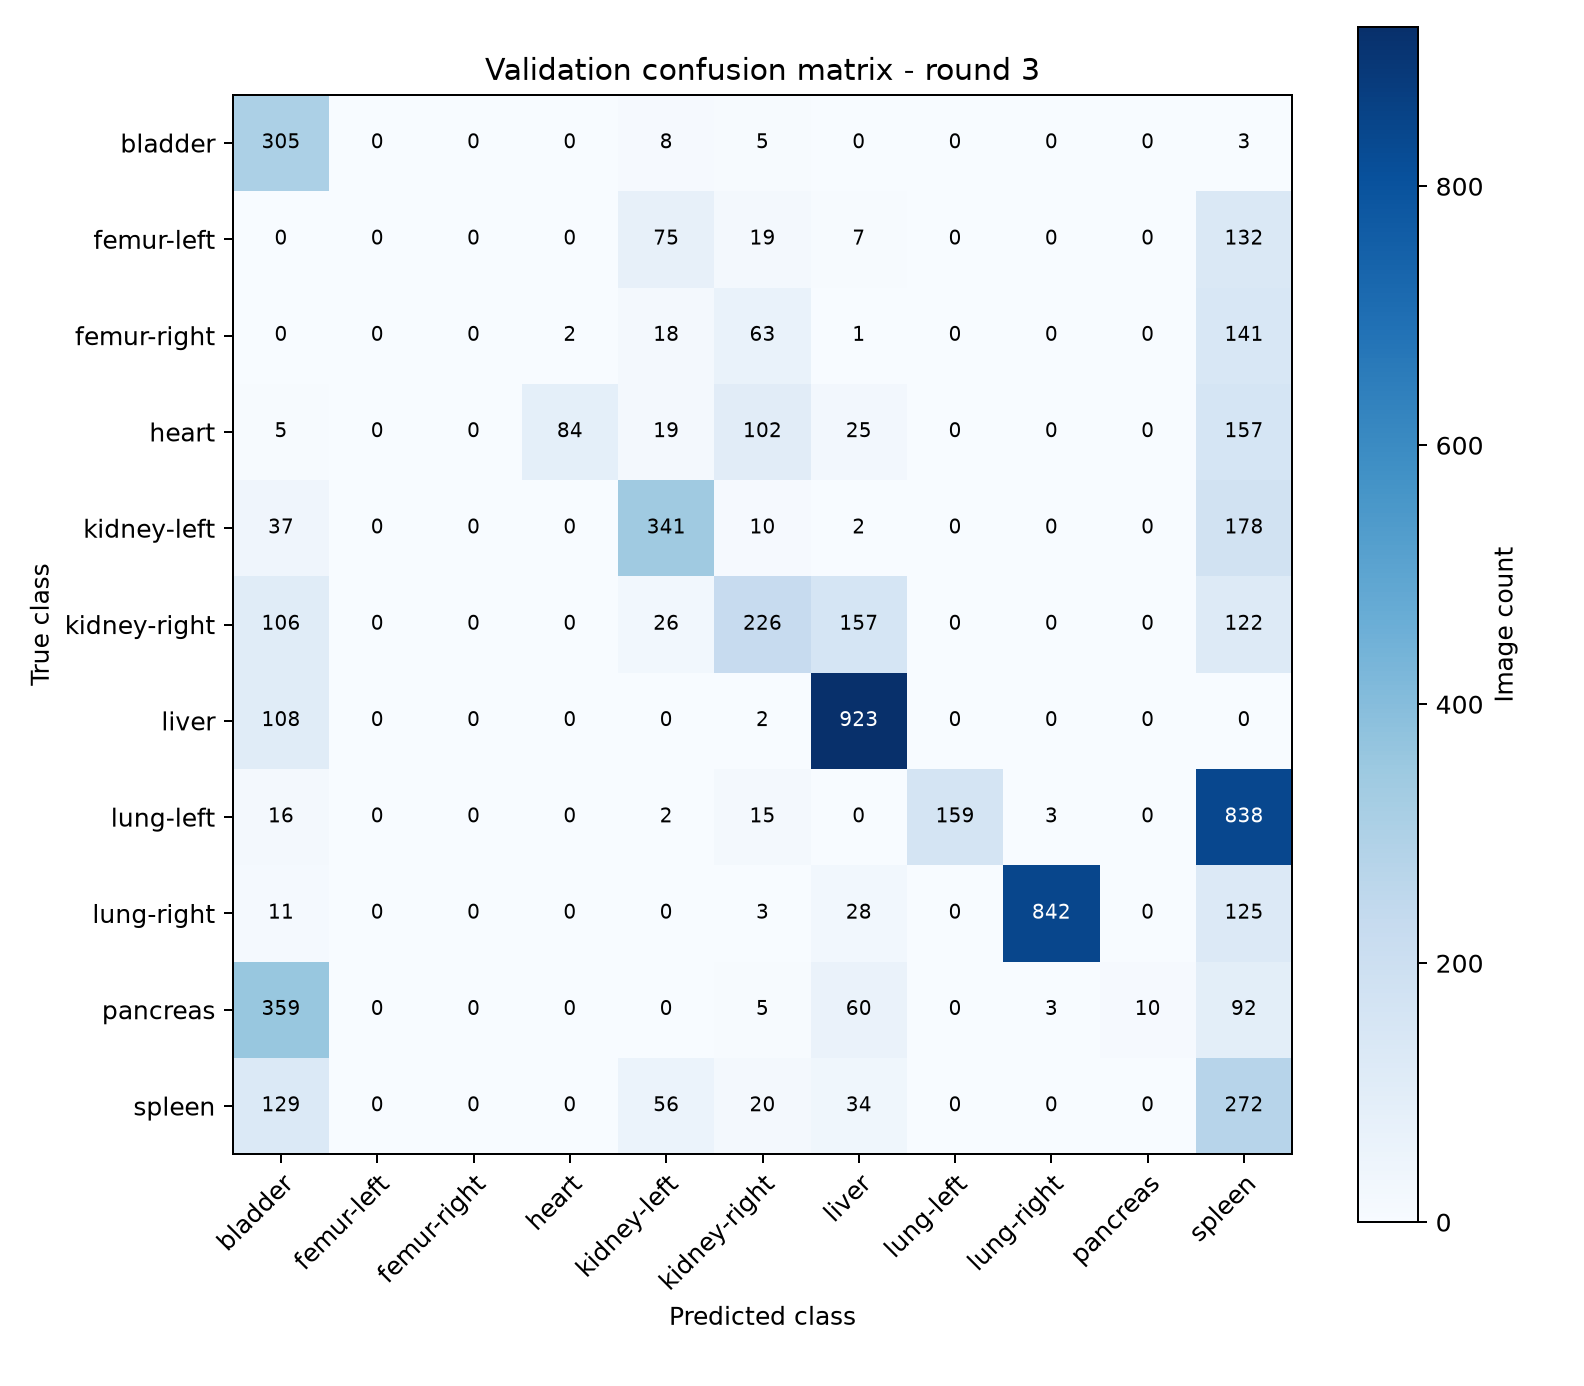 Validation confusion matrix - round 3
True class
bladder 305 0 0 0 8 5 0 0 0 0 3
femur-left 0 0 0 0 75 19 7 0 0 0 132
femur-right 0 0 0 2 18 63 1 0 0 0 141
heart 5 0 0 84 19 102 25 0 0 0 157
kidney-left 37 0 0 0 341 10 2 0 0 0 178
kidney-right 106 0 0 0 26 226 157 0 0 0 122
liver 108 0 0 0 0 2 923 0 0 0 0
lung-left 16 0 0 0 2 15 0 159 3 0 838
lung-right 11 0 0 0 0 3 28 0 842 0 125
pancreas 359 0 0 0 0 5 60 0 3 10 92
spleen 129 0 0 0 56 20 34 0 0 0 272
bladder femur-left femur-right heart kidney-left kidney-right liver lung-left lung-right pancreas spleen
Predicted class
800
600
400
200
0
Image count